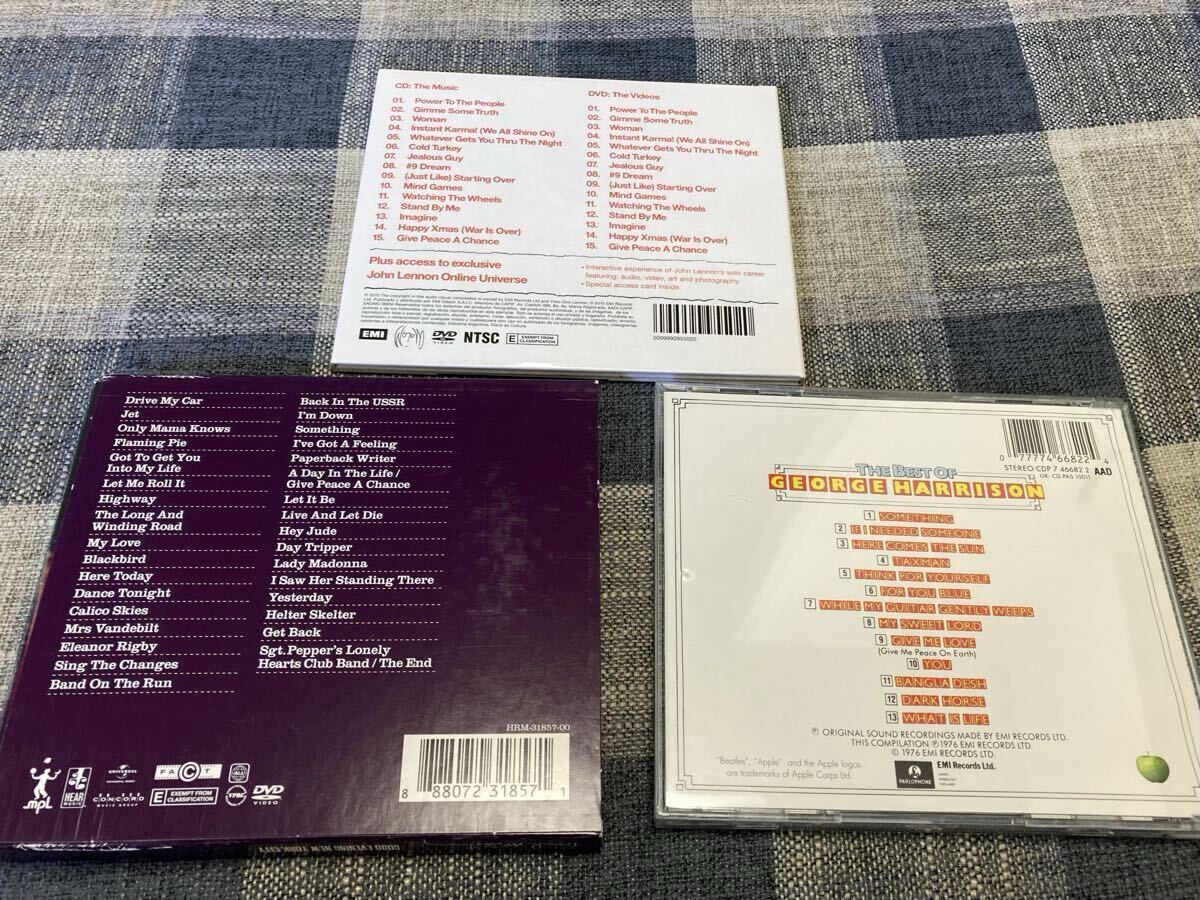 CD: The Music
01. Power To The People
02. Gimme Some Truth
03. Woman
04. Instant Karma! (We All Shine On)
05. Whatever Gets You Thru The Night
06. Cold Turkey
07. Jealous Guy
08. #9 Dream
09. (Just Like) Starting Over
10. Mind Games
11. Watching The Wheels
12. Stand By Me
13. Imagine
14. Happy Xmas (War Is Over)
15. Give Peace A Chance
DVD: The Videos
01. Power To The People
02. Gimme Some Truth
03. Woman
04. Instant Karma! (We All Shine On)
05. Whatever Gets You Thru The Night
06. Cold Turkey
07. Jealous Guy
08. #9 Dream
09. (Just Like) Starting Over
10. Mind Games
11. Watching The Wheels
12. Stand By Me
13. Imagine
14. Happy Xmas (War Is Over)
15. Give Peace A Chance
Plus access to exclusive
John Lennon Online Universe
• Interactive experience of John Lennon's solo career
featuring: audio, video, art and photography
• Special access card inside
EMI
DVD VIDEO
NTSC
E EXEMPT FROM CLASSIFICATION
5099990955020
Drive My Car
Jet
Only Mama Knows
Flaming Pie
Got To Get You
Into My Life
Let Me Roll It
Highway
The Long And
Winding Road
My Love
Blackbird
Here Today
Dance Tonight
Calico Skies
Mrs Vandebilt
Eleanor Rigby
Sing The Changes
Band On The Run
Back In The USSR
I'm Down
Something
I've Got A Feeling
Paperback Writer
A Day In The Life /
Give Peace A Chance
Let It Be
Live And Let Die
Hey Jude
Day Tripper
Lady Madonna
I Saw Her Standing There
Yesterday
Helter Skelter
Get Back
Sgt. Pepper's Lonely
Hearts Club Band / The End
HRM-31857-00
8 88072 31857 1
mpl
HEAR MUSIC
UNIVERSAL
CONCORD MUSIC GROUP
FACT
E EXEMPT FROM CLASSIFICATION
DVD VIDEO
GOOD EVENING NEW YORK CITY
0 77774 66822 4
STEREO CDP 7 46682 2 AAD
UK: CD PAS 10011
THE BEST OF
GEORGE HARRISON
1 SOMETHING
2 IF I NEEDED SOMEONE
3 HERE COMES THE SUN
4 TAXMAN
5 THINK FOR YOURSELF
6 FOR YOU BLUE
7 WHILE MY GUITAR GENTLY WEEPS
8 MY SWEET LORD
9 GIVE ME LOVE
(Give Me Peace On Earth)
10 YOU
11 BANGLA DESH
12 DARK HORSE
13 WHAT IS LIFE
℗ ORIGINAL SOUND RECORDINGS MADE BY EMI RECORDS LTD.
THIS COMPILATION ℗ 1976 EMI RECORDS LTD.
© 1976 EMI RECORDS LTD.
"Beatles", "Apple" and the Apple logos
are trademarks of Apple Corps Ltd.
PARLOPHONE
EMI Records Ltd.